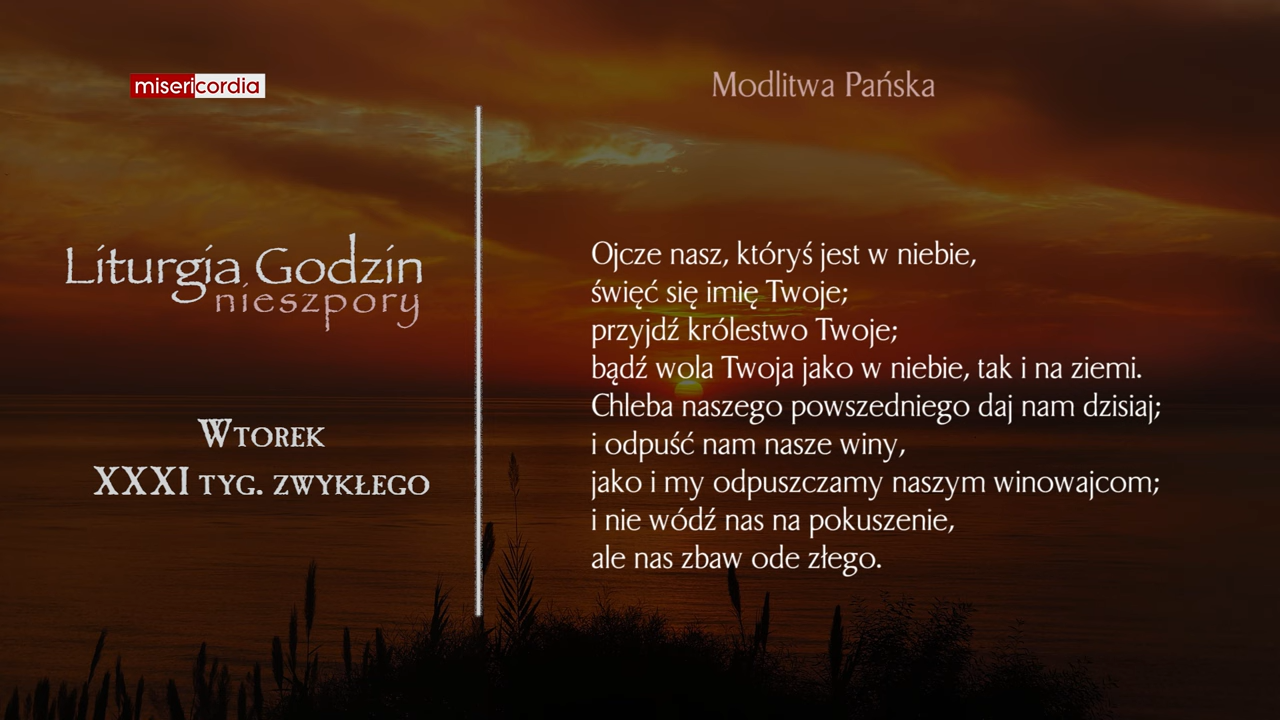 misericordia
Liturgia Godzin
nieszpory
Wtorek
XXXI tyg. zwykłego
Modlitwa Pańska
Ojcze nasz, któryś jest w niebie,
święć się imię Twoje;
przyjdź królestwo Twoje;
bądź wola Twoja jako w niebie, tak i na ziemi.
Chleba naszego powszedniego daj nam dzisiaj;
i odpuść nam nasze winy,
jako i my odpuszczamy naszym winowajcom;
i nie wódź nas na pokuszenie,
ale nas zbaw ode złego.